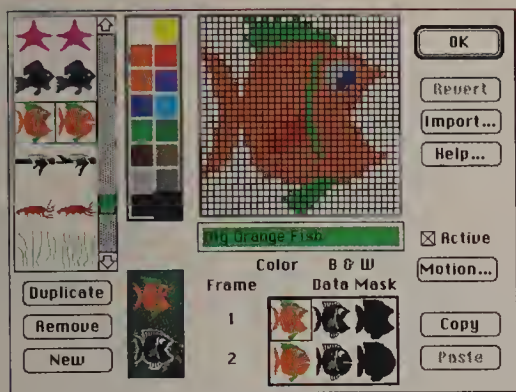 OK
Revert
Import...
Help...
Big Orange Fish
Active
Motion...
Color B & W
Frame Data Mask
1
2
Duplicate
Remove
New
Copy
Paste